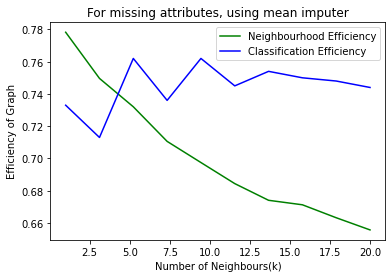 For missing attributes, using mean imputer
Neighbourhood Efficiency
Classification Efficiency
Efficiency of Graph
0.78
0.76
0.74
0.72
0.70
0.68
0.66
2.5 5.0 7.5 10.0 12.5 15.0 17.5 20.0
Number of Neighbours(k)